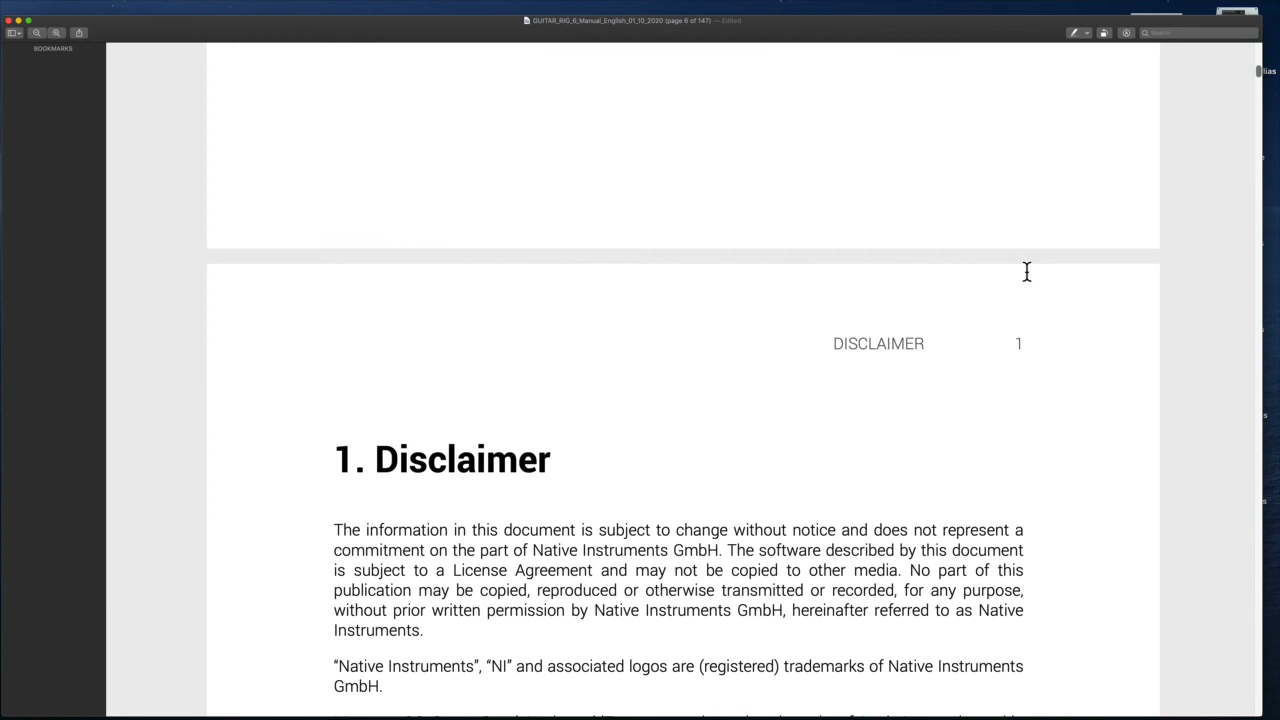 GUITAR_RIG_6_Manual_English_01_10_2020 (page 6 of 147) — Edited
Search
BOOKMARKS
lias
DISCLAIMER 1
1. Disclaimer
The information in this document is subject to change without notice and does not represent a
commitment on the part of Native Instruments GmbH. The software described by this document
is subject to a License Agreement and may not be copied to other media. No part of this
publication may be copied, reproduced or otherwise transmitted or recorded, for any purpose,
without prior written permission by Native Instruments GmbH, hereinafter referred to as Native
Instruments.
“Native Instruments”, “NI” and associated logos are (registered) trademarks of Native Instruments
GmbH.